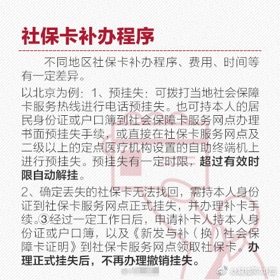 社保卡补办程序
不同地区社保卡补办程序、费用、时间等
有一定差异。
以北京为例：1、预挂失：可拨打当地社会保障
卡服务热线进行电话预挂失。也可持本人的居
民身份证或户口簿到社会保障卡服务网点办理
书面预挂失手续，或直接在社保卡服务网点及
二级以上的定点医疗机构设置的自助终端机上
进行预挂失。预挂失有一定时限，超过有效时
限自动解挂。
2、确定丢失的社保卡无法找回，需持本人身份
证到社保卡服务网点正式挂失，并办理补卡手
续。3经过一定工作日后，申请补卡人持本人身
份证或户口簿，以及《新发与补（换）社会保
障卡证明》到社保卡服务网点领取社保卡。办
理正式挂失后，不再办理撤销挂失。